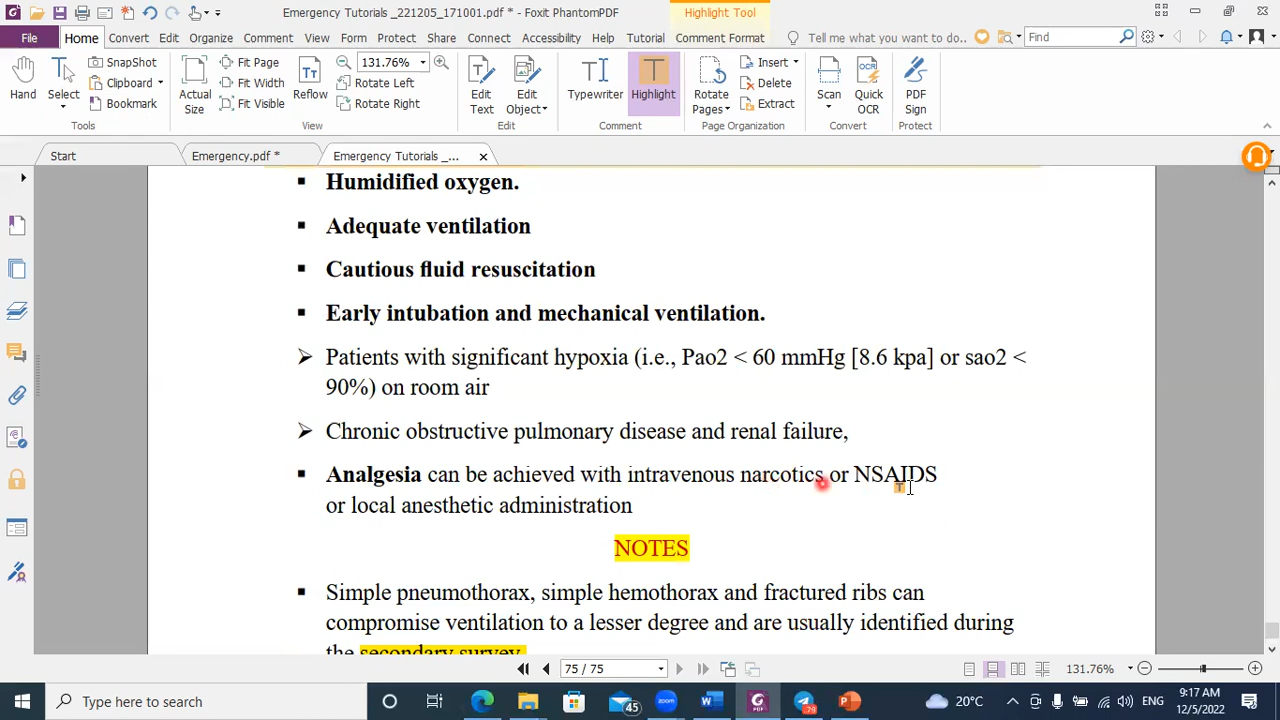 Emergency Tutorials _221205_171001.pdf * - Foxit PhantomPDF
Highlight Tool
File Home Convert Edit Organize Comment View Form Protect Share Connect Accessibility Help Tutorial Comment Format Tell me what you want to do... Find
Hand
Select
SnapShot
Clipboard
Bookmark
Tools
Actual Size
Fit Page
Fit Width
Fit Visible
Reflow
131.76%
Rotate Left
Rotate Right
View
Edit Text
Edit Object
Edit
Typewriter
Highlight
Comment
Rotate Pages
Insert
Delete
Extract
Page Organization
Scan
Quick OCR
Convert
PDF Sign
Protect
Start
Emergency.pdf *
Emergency Tutorials _...
Humidified oxygen.
Adequate ventilation
Cautious fluid resuscitation
Early intubation and mechanical ventilation.
Patients with significant hypoxia (i.e., Pao2 < 60 mmHg [8.6 kpa] or sao2 <
90%) on room air
Chronic obstructive pulmonary disease and renal failure,
Analgesia can be achieved with intravenous narcotics or NSAIDS
or local anesthetic administration
NOTES
Simple pneumothorax, simple hemothorax and fractured ribs can
compromise ventilation to a lesser degree and are usually identified during
the secondary survey.
75 / 75
131.76%
Type here to search
45
zoom
20°C
ENG
9:17 AM
12/5/2022